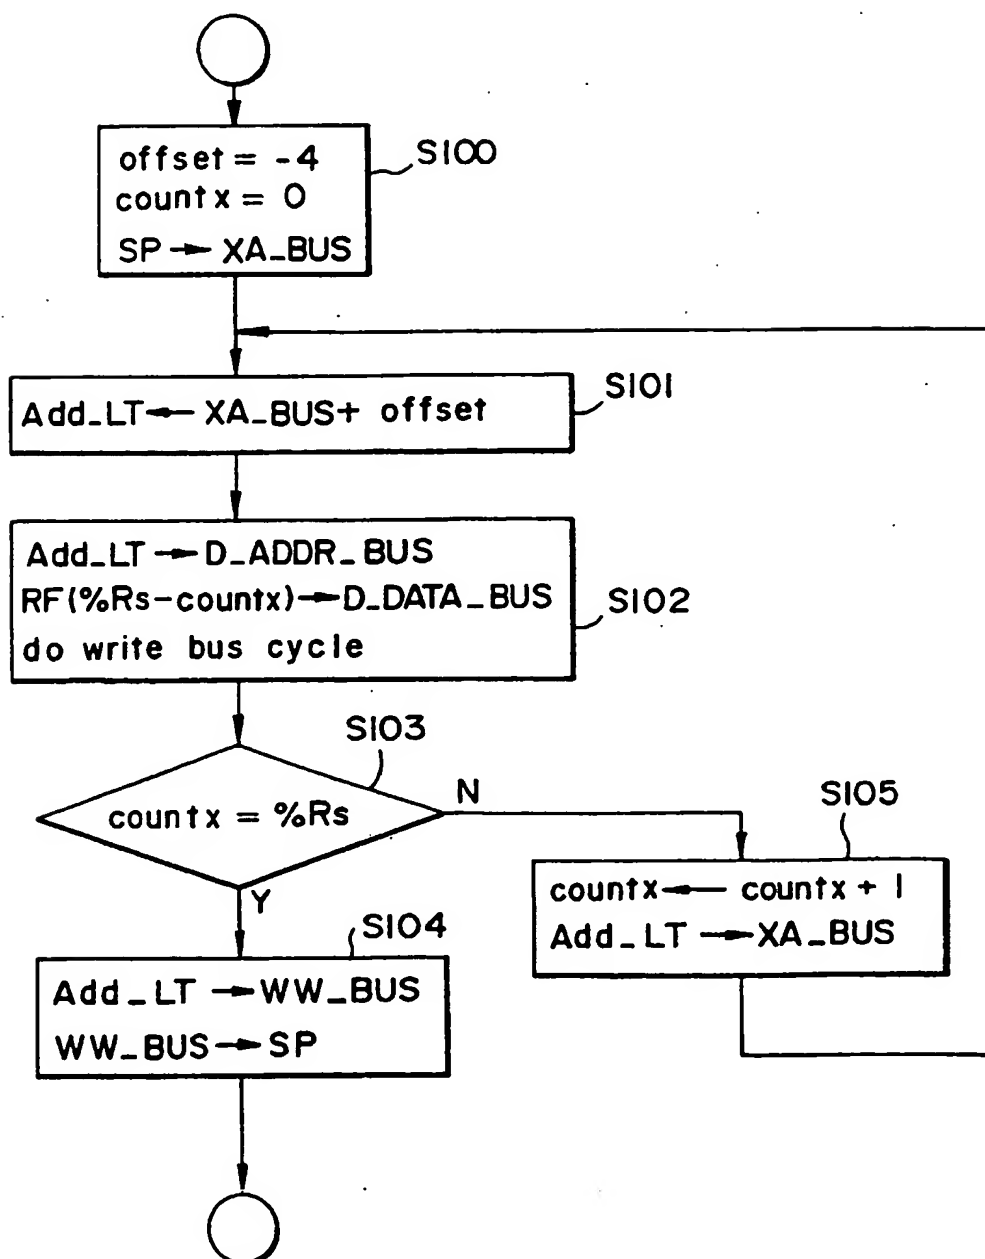 S100
offset = -4
countx = 0
SP → XA_BUS
S101
Add_LT ← XA_BUS+ offset
Add_LT → D_ADDR_BUS
RF(%Rs-countx) → D_DATA_BUS
do write bus cycle
S102
S103
countx = %Rs
N
Y
S105
countx ← countx + 1
Add_LT → XA_BUS
S104
Add_LT → WW_BUS
WW_BUS → SP